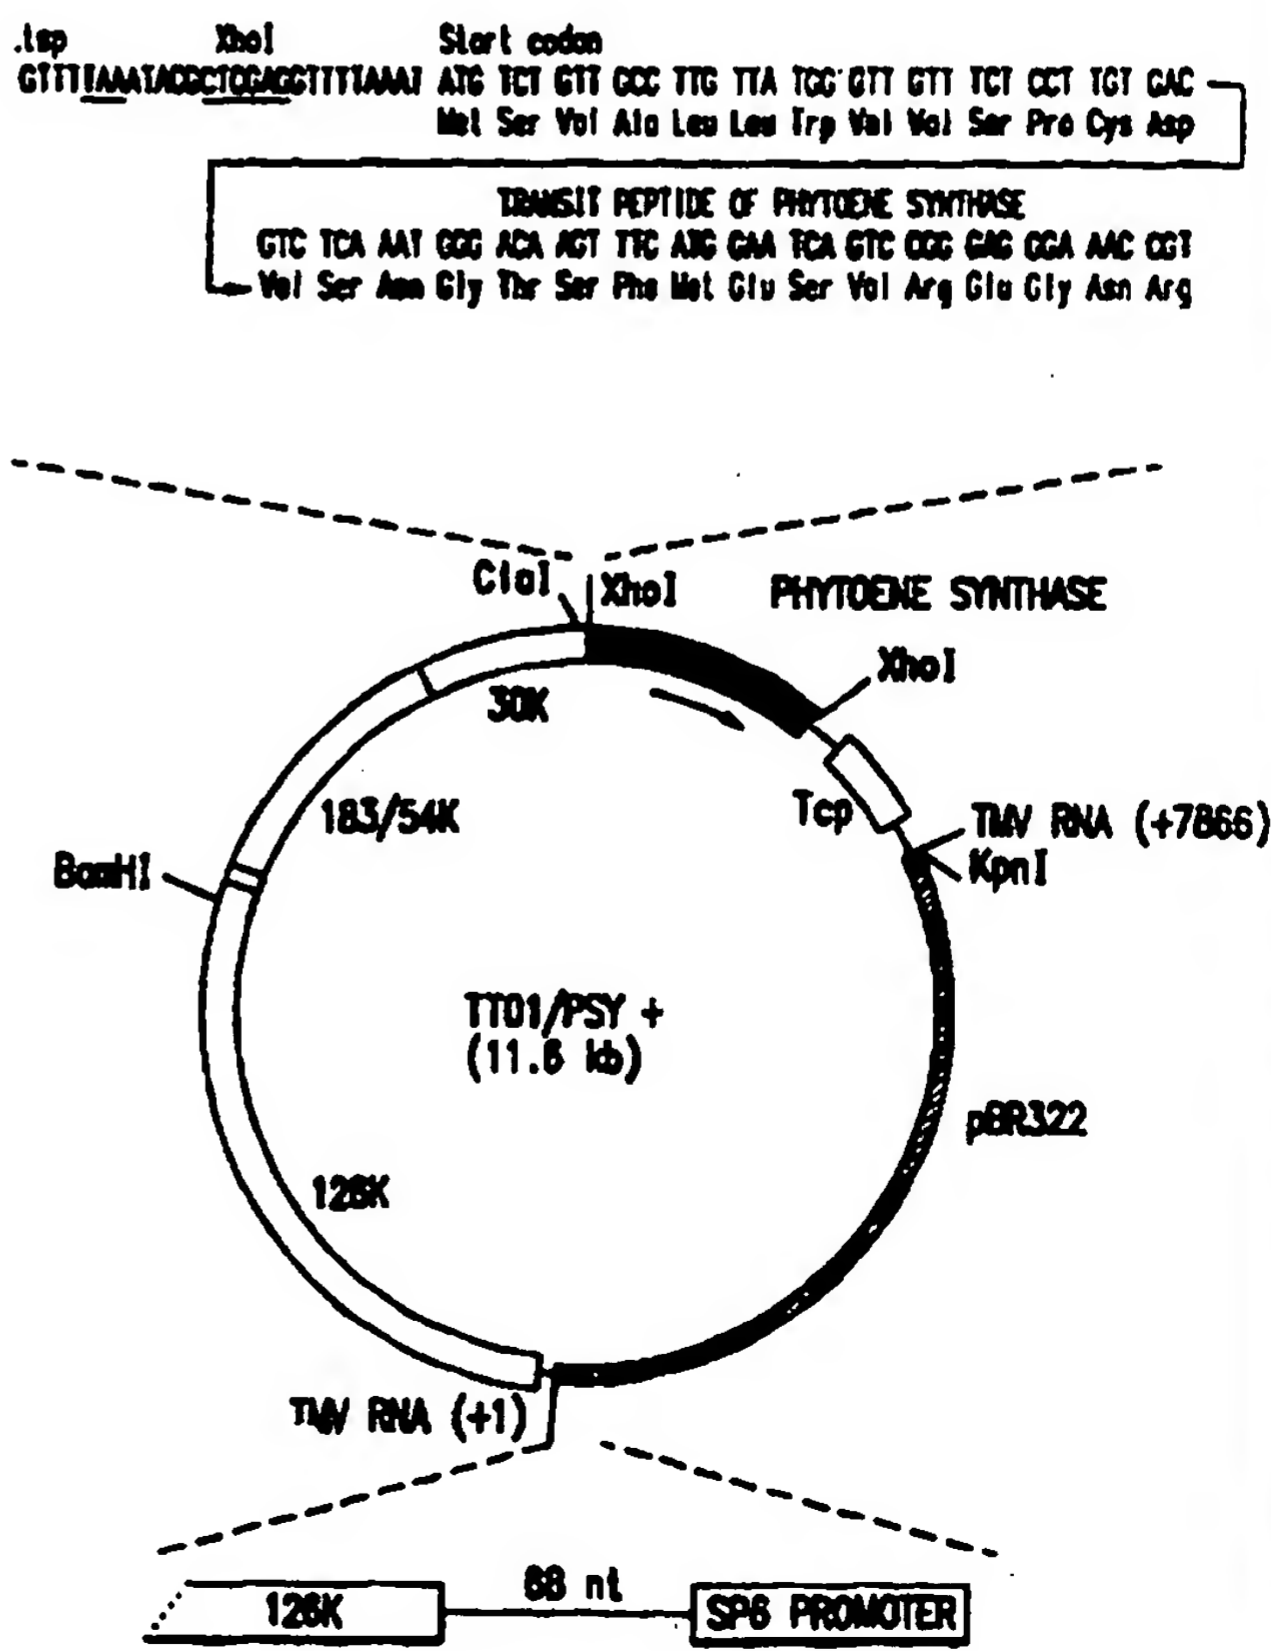 .tsp XhoI Start codon
GTTTTAAATACGCTCGAGGTTTTAAAT ATG TCT GTT GCC TTG TTA TGG GTT GTT TCT CCT TGT GAC
Met Ser Val Ala Leu Leu Trp Val Val Ser Pro Cys Asp
TRANSIT PEPTIDE OF PHYTOENE SYNTHASE
GTC TCA AAT GGG ACA AGT TTC ATG GAA TCA GTC CGG GAG GGA AAC CGT
Val Ser Asn Gly Thr Ser Phe Met Glu Ser Val Arg Glu Gly Asn Arg
ClaI XhoI PHYTOENE SYNTHASE
XhoI
30K
183/54K
Tcp
TMV RNA (+7866)
KpnI
BamHI
TTO1/PSY +
(11.6 kb)
pBR322
126K
TMV RNA (+1)
68 nt
126K
SP6 PROMOTER